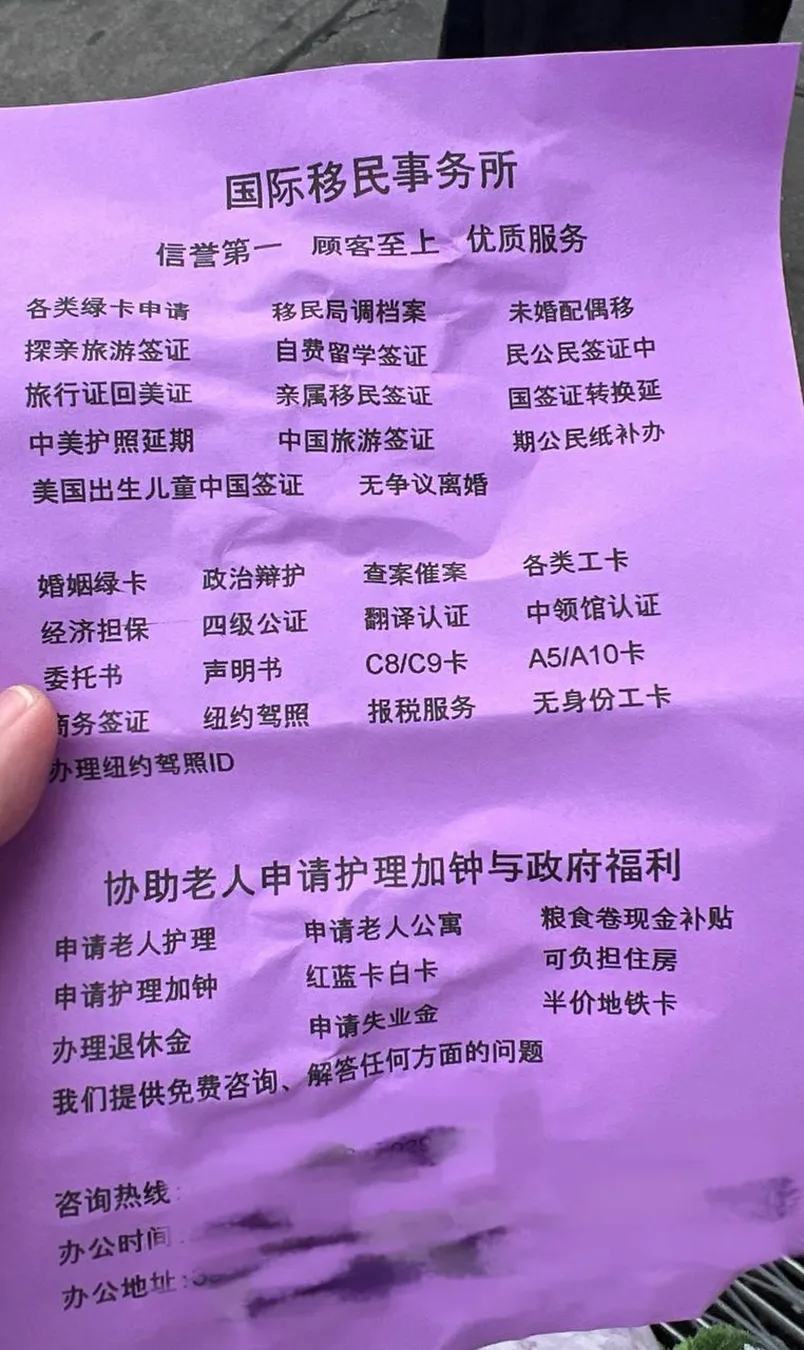 国际移民事务所
信誉第一 顾客至上 优质服务
各类绿卡申请 移民局调档案 未婚配偶移
探亲旅游签证 自费留学签证 民公民签证中
旅行证回美证 亲属移民签证 国签证转换延
中美护照延期 中国旅游签证 期公民纸补办
美国出生儿童中国签证 无争议离婚
婚姻绿卡 政治辩护 查案催案 各类工卡
经济担保 四级公证 翻译认证 中领馆认证
委托书 声明书 C8/C9卡 A5/A10卡
商务签证 纽约驾照 报税服务 无身份工卡
办理纽约驾照ID
协助老人申请护理加钟与政府福利
申请老人护理 申请老人公寓 粮食卷现金补贴
申请护理加钟 红蓝卡白卡 可负担住房
办理退休金 申请失业金 半价地铁卡
我们提供免费咨询、解答任何方面的问题
咨询热线:
办公时间:
办公地址: